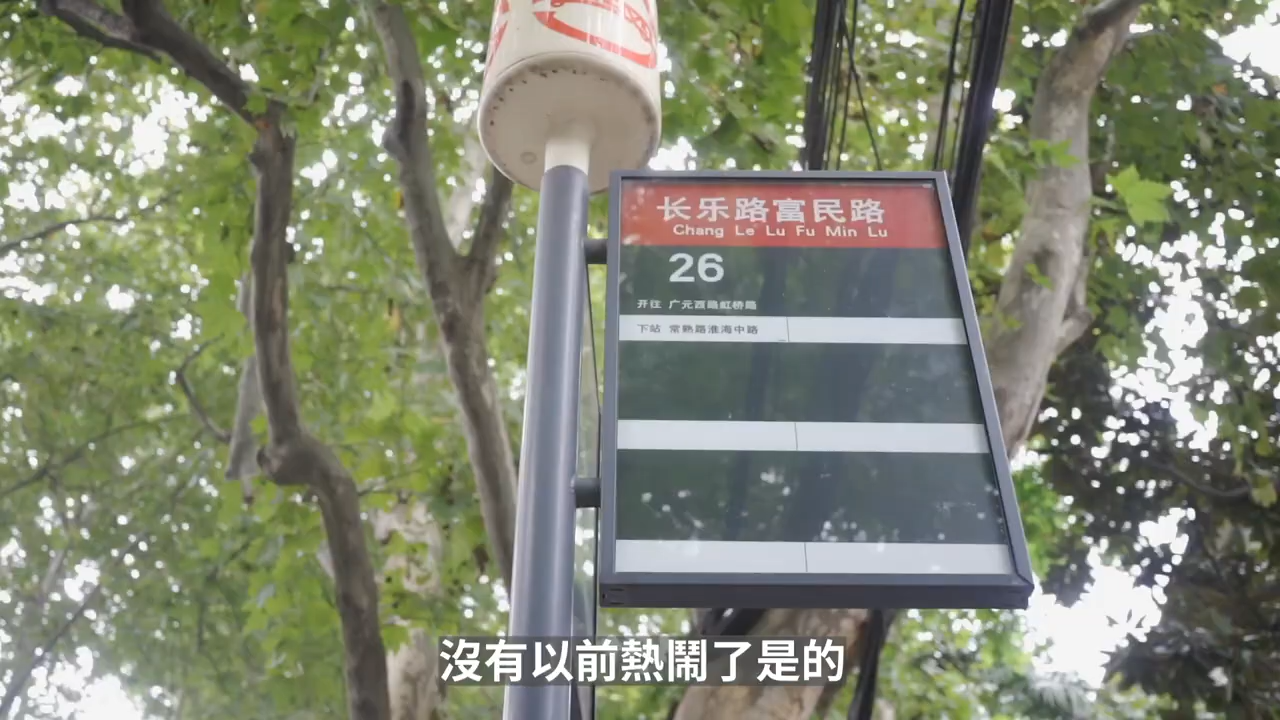 长乐路富民路
Chang Le Lu Fu Min Lu
26
开往 广元西路虹桥路
下站 常熟路淮海中路
沒有以前熱鬧了是的